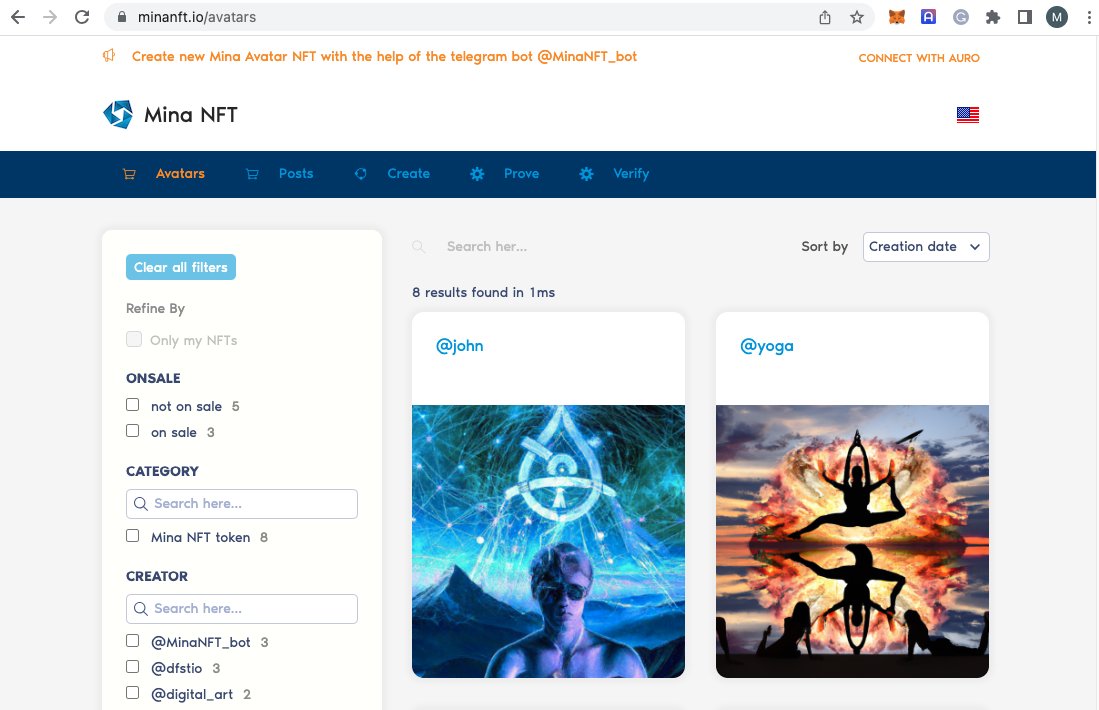 minanft.io/avatars
M
Create new Mina Avatar NFT with the help of the telegram bot @MinaNFT_bot
CONNECT WITH AURO
Mina NFT
Avatars Posts Create Prove Verify
Clear all filters
Refine By
Only my NFTs
ONSALE
not on sale 5
on sale 3
CATEGORY
Search here...
Mina NFT token 8
CREATOR
Search here...
@MinaNFT_bot 3
@dfstio 3
@digital_art 2
Search her...
Sort by Creation date
8 results found in 1ms
@john
@yoga